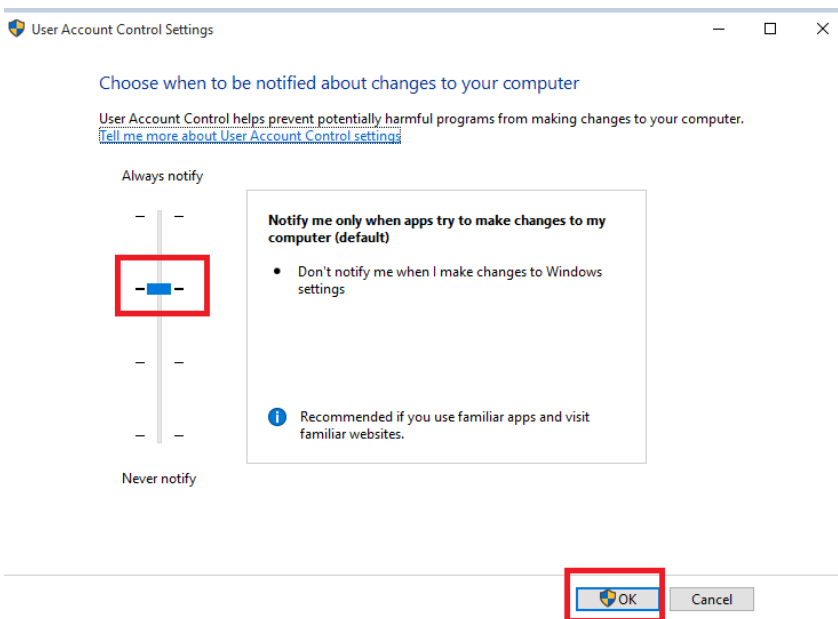 User Account Control Settings
Choose when to be notified about changes to your computer
User Account Control helps prevent potentially harmful programs from making changes to your computer.
Tell me more about User Account Control settings
Always notify
Notify me only when apps try to make changes to my
computer (default)
• Don't notify me when I make changes to Windows
settings
Recommended if you use familiar apps and visit
familiar websites.
Never notify
OK
Cancel